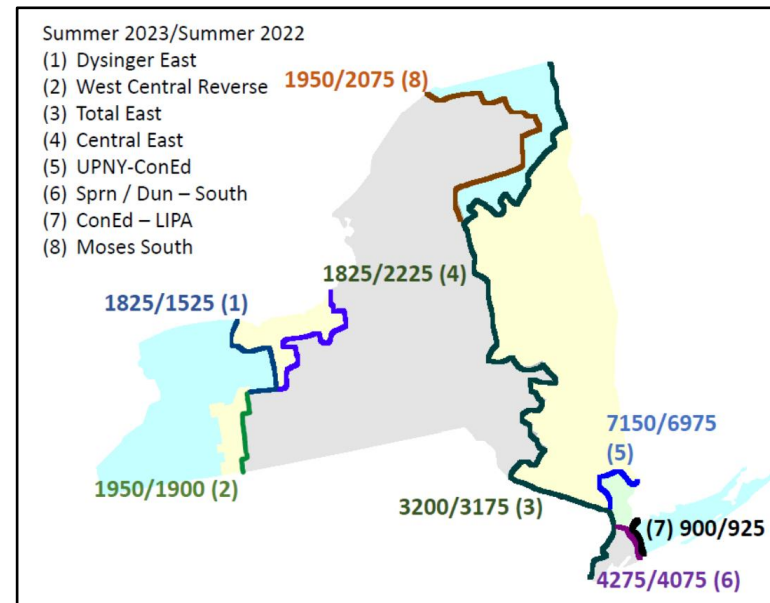 Summer 2023/Summer 2022
(1) Dysinger East
(2) West Central Reverse
(3) Total East
(4) Central East
(5) UPNY-ConEd
(6) Sprn / Dun – South
(7) ConEd – LIPA
(8) Moses South
1950/2075 (8)
1825/2225 (4)
1825/1525 (1)
7150/6975
(5)
1950/1900 (2)
3200/3175 (3)
(7) 900/925
4275/4075 (6)